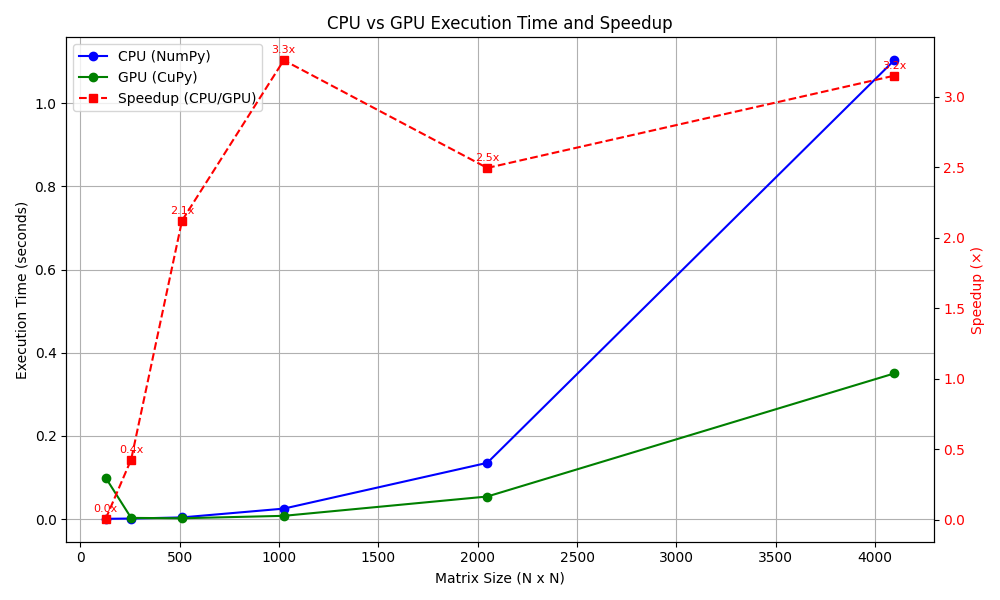 CPU vs GPU Execution Time and Speedup
CPU (NumPy)
GPU (CuPy)
Speedup (CPU/GPU)
0.0x
0.4x
2.1x
3.3x
2.5x
3.2x
Execution Time (seconds)
1.0
0.8
0.6
0.4
0.2
0.0
Speedup (×)
3.0
2.5
2.0
1.5
1.0
0.5
0.0
0
500
1000
1500
2000
2500
3000
3500
4000
Matrix Size (N x N)